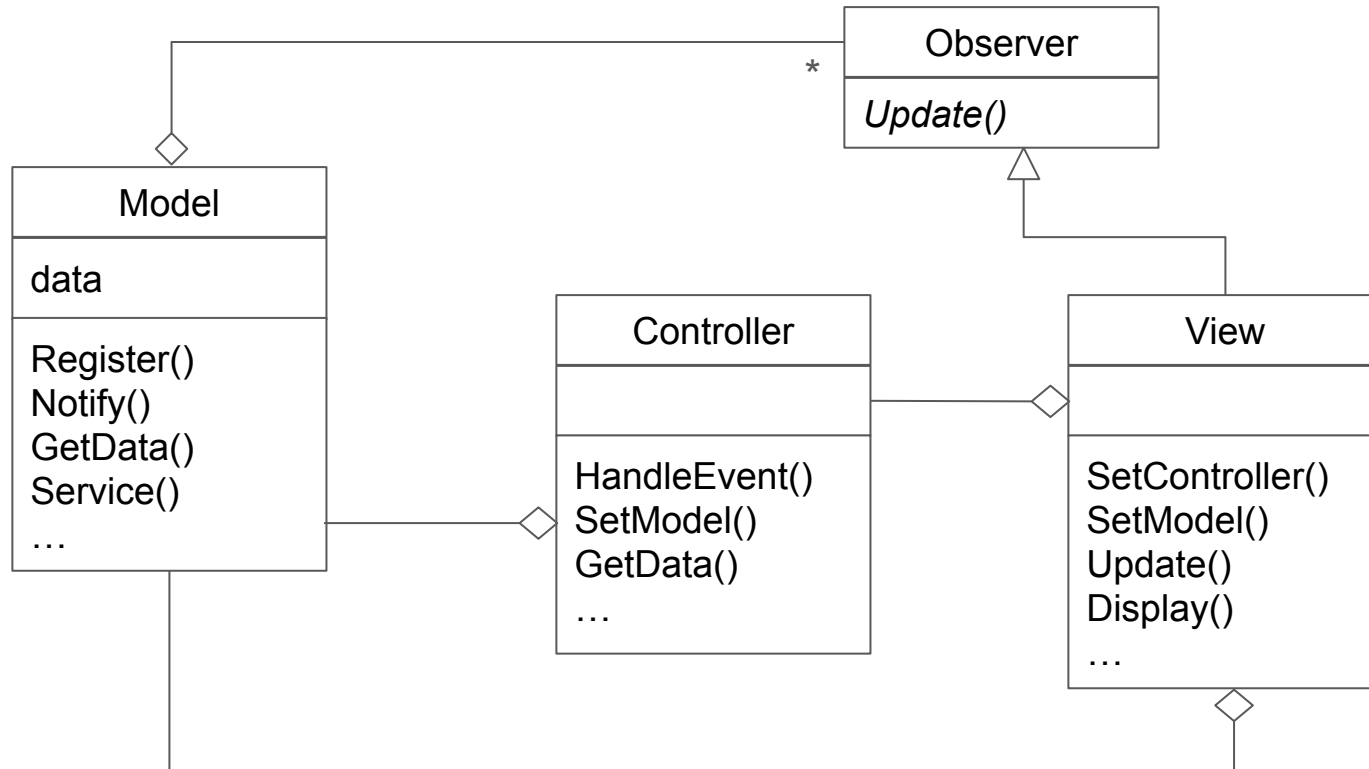 Observer
*
Update()
Model
data
Register()
Notify()
GetData()
Service()
…
Controller
HandleEvent()
SetModel()
GetData()
…
View
SetController()
SetModel()
Update()
Display()
…